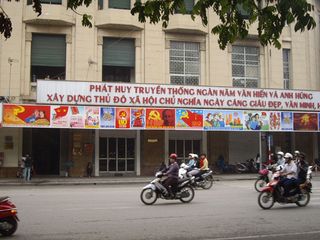 PHÁT HUY TRUYỀN THỐNG NGÀN NĂM VĂN HIẾN VÀ ANH HÙNG
XÂY DỰNG THỦ ĐÔ XÃ HỘI CHỦ NGHĨA NGÀY CÀNG GIÀU ĐẸP, VĂN MINH, H